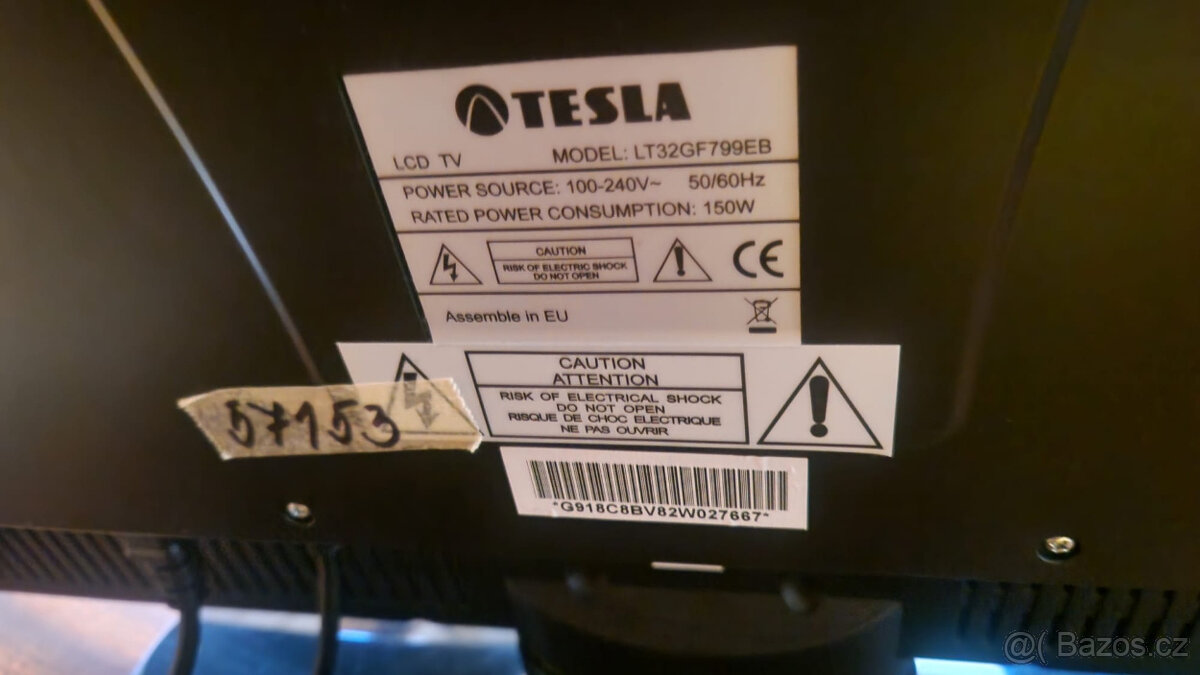 TESLA
LCD TV MODEL: LT32GF799EB
POWER SOURCE: 100-240V~ 50/60Hz
RATED POWER CONSUMPTION: 150W
CAUTION
RISK OF ELECTRIC SHOCK
DO NOT OPEN
CE
Assemble in EU
CAUTION
ATTENTION
RISK OF ELECTRICAL SHOCK
DO NOT OPEN
RISQUE DE CHOC ELECTRIQUE
NE PAS OUVRIR
57153
*G918C8BV82W027667*
@( Bazos.cz